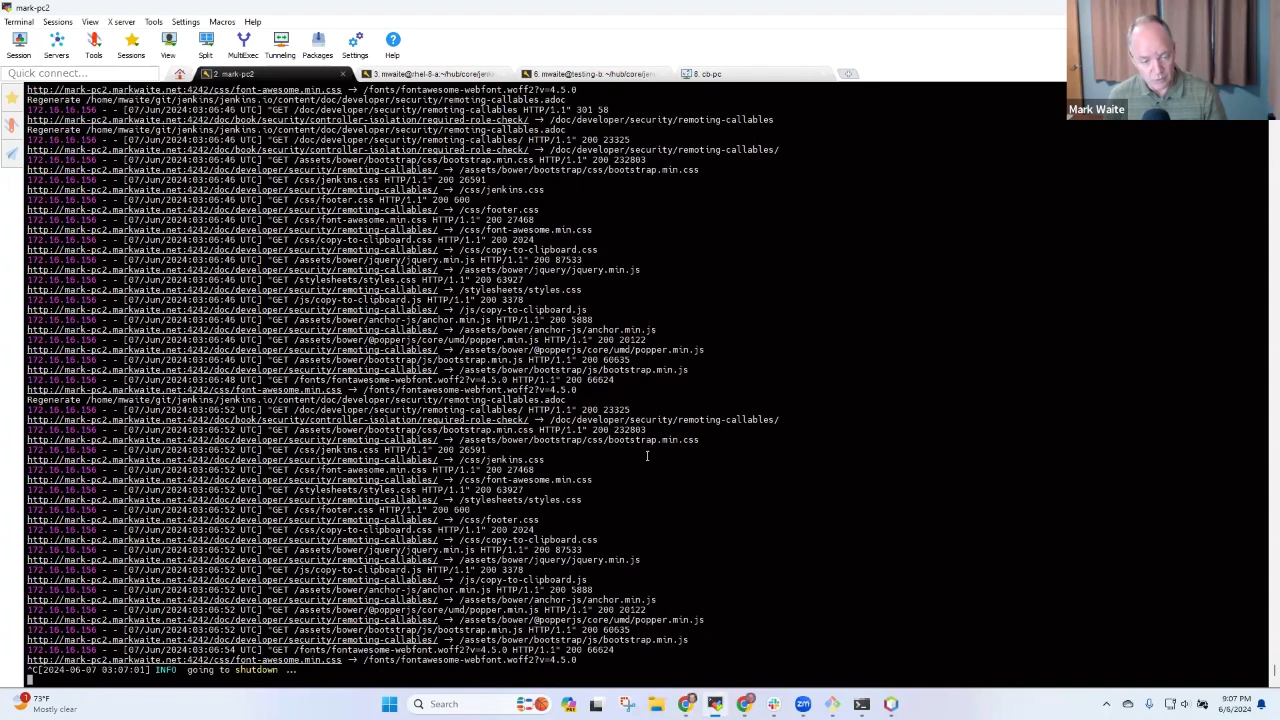 mark-pc2
Terminal Sessions View X server Tools Settings Macros Help
Session Servers Tools Sessions View Split MultiExec Tunneling Packages Settings Help
Quick connect...
2. mark-pc2
3. mwaite@rhel-8-a:~/hub/core/jenk
6. mwaite@testing-b:~/hub/core/jen
8. cb-pc
Mark Waite
http://mark-pc2.markwaite.net:4242/css/font-awesome.min.css → /fonts/fontawesome-webfont.woff2?v=4.5.0
Regenerate /home/mwaite/git/jenkins/jenkins.io/content/doc/developer/security/remoting-callables.adoc
172.16.16.156 - - [07/Jun/2024:03:06:46 UTC] "GET /doc/developer/security/remoting-callables HTTP/1.1" 301 58
http://mark-pc2.markwaite.net:4242/doc/book/security/controller-isolation/required-role-check/ → /doc/developer/security/remoting-callables
Regenerate /home/mwaite/git/jenkins/jenkins.io/content/doc/developer/security/remoting-callables.adoc
172.16.16.156 - - [07/Jun/2024:03:06:46 UTC] "GET /doc/developer/security/remoting-callables/ HTTP/1.1" 200 23325
http://mark-pc2.markwaite.net:4242/doc/book/security/controller-isolation/required-role-check/ → /doc/developer/security/remoting-callables/
172.16.16.156 - - [07/Jun/2024:03:06:46 UTC] "GET /assets/bower/bootstrap/css/bootstrap.min.css HTTP/1.1" 200 232803
http://mark-pc2.markwaite.net:4242/doc/developer/security/remoting-callables/ → /assets/bower/bootstrap/css/bootstrap.min.css
172.16.16.156 - - [07/Jun/2024:03:06:46 UTC] "GET /css/jenkins.css HTTP/1.1" 200 26591
http://mark-pc2.markwaite.net:4242/doc/developer/security/remoting-callables/ → /css/jenkins.css
172.16.16.156 - - [07/Jun/2024:03:06:46 UTC] "GET /css/footer.css HTTP/1.1" 200 600
http://mark-pc2.markwaite.net:4242/doc/developer/security/remoting-callables/ → /css/footer.css
172.16.16.156 - - [07/Jun/2024:03:06:46 UTC] "GET /css/font-awesome.min.css HTTP/1.1" 200 27468
http://mark-pc2.markwaite.net:4242/doc/developer/security/remoting-callables/ → /css/font-awesome.min.css
172.16.16.156 - - [07/Jun/2024:03:06:46 UTC] "GET /css/copy-to-clipboard.css HTTP/1.1" 200 2024
http://mark-pc2.markwaite.net:4242/doc/developer/security/remoting-callables/ → /css/copy-to-clipboard.css
172.16.16.156 - - [07/Jun/2024:03:06:46 UTC] "GET /assets/bower/jquery/jquery.min.js HTTP/1.1" 200 87533
http://mark-pc2.markwaite.net:4242/doc/developer/security/remoting-callables/ → /assets/bower/jquery/jquery.min.js
172.16.16.156 - - [07/Jun/2024:03:06:46 UTC] "GET /stylesheets/styles.css HTTP/1.1" 200 63927
http://mark-pc2.markwaite.net:4242/doc/developer/security/remoting-callables/ → /stylesheets/styles.css
172.16.16.156 - - [07/Jun/2024:03:06:46 UTC] "GET /js/copy-to-clipboard.js HTTP/1.1" 200 3378
http://mark-pc2.markwaite.net:4242/doc/developer/security/remoting-callables/ → /js/copy-to-clipboard.js
172.16.16.156 - - [07/Jun/2024:03:06:46 UTC] "GET /assets/bower/anchor-js/anchor.min.js HTTP/1.1" 200 5888
http://mark-pc2.markwaite.net:4242/doc/developer/security/remoting-callables/ → /assets/bower/anchor-js/anchor.min.js
172.16.16.156 - - [07/Jun/2024:03:06:46 UTC] "GET /assets/bower/@popperjs/core/umd/popper.min.js HTTP/1.1" 200 20122
http://mark-pc2.markwaite.net:4242/doc/developer/security/remoting-callables/ → /assets/bower/@popperjs/core/umd/popper.min.js
172.16.16.156 - - [07/Jun/2024:03:06:46 UTC] "GET /assets/bower/bootstrap/js/bootstrap.min.js HTTP/1.1" 200 60635
http://mark-pc2.markwaite.net:4242/doc/developer/security/remoting-callables/ → /assets/bower/bootstrap/js/bootstrap.min.js
172.16.16.156 - - [07/Jun/2024:03:06:48 UTC] "GET /fonts/fontawesome-webfont.woff2?v=4.5.0 HTTP/1.1" 200 66624
http://mark-pc2.markwaite.net:4242/css/font-awesome.min.css → /fonts/fontawesome-webfont.woff2?v=4.5.0
Regenerate /home/mwaite/git/jenkins/jenkins.io/content/doc/developer/security/remoting-callables.adoc
172.16.16.156 - - [07/Jun/2024:03:06:52 UTC] "GET /doc/developer/security/remoting-callables/ HTTP/1.1" 200 23325
http://mark-pc2.markwaite.net:4242/doc/book/security/controller-isolation/required-role-check/ → /doc/developer/security/remoting-callables/
172.16.16.156 - - [07/Jun/2024:03:06:52 UTC] "GET /assets/bower/bootstrap/css/bootstrap.min.css HTTP/1.1" 200 232803
http://mark-pc2.markwaite.net:4242/doc/developer/security/remoting-callables/ → /assets/bower/bootstrap/css/bootstrap.min.css
172.16.16.156 - - [07/Jun/2024:03:06:52 UTC] "GET /css/jenkins.css HTTP/1.1" 200 26591
http://mark-pc2.markwaite.net:4242/doc/developer/security/remoting-callables/ → /css/jenkins.css
172.16.16.156 - - [07/Jun/2024:03:06:52 UTC] "GET /css/font-awesome.min.css HTTP/1.1" 200 27468
http://mark-pc2.markwaite.net:4242/doc/developer/security/remoting-callables/ → /css/font-awesome.min.css
172.16.16.156 - - [07/Jun/2024:03:06:52 UTC] "GET /stylesheets/styles.css HTTP/1.1" 200 63927
http://mark-pc2.markwaite.net:4242/doc/developer/security/remoting-callables/ → /stylesheets/styles.css
172.16.16.156 - - [07/Jun/2024:03:06:52 UTC] "GET /css/footer.css HTTP/1.1" 200 600
http://mark-pc2.markwaite.net:4242/doc/developer/security/remoting-callables/ → /css/footer.css
172.16.16.156 - - [07/Jun/2024:03:06:52 UTC] "GET /css/copy-to-clipboard.css HTTP/1.1" 200 2024
http://mark-pc2.markwaite.net:4242/doc/developer/security/remoting-callables/ → /css/copy-to-clipboard.css
172.16.16.156 - - [07/Jun/2024:03:06:52 UTC] "GET /assets/bower/jquery/jquery.min.js HTTP/1.1" 200 87533
http://mark-pc2.markwaite.net:4242/doc/developer/security/remoting-callables/ → /assets/bower/jquery/jquery.min.js
172.16.16.156 - - [07/Jun/2024:03:06:52 UTC] "GET /js/copy-to-clipboard.js HTTP/1.1" 200 3378
http://mark-pc2.markwaite.net:4242/doc/developer/security/remoting-callables/ → /js/copy-to-clipboard.js
172.16.16.156 - - [07/Jun/2024:03:06:52 UTC] "GET /assets/bower/anchor-js/anchor.min.js HTTP/1.1" 200 5888
http://mark-pc2.markwaite.net:4242/doc/developer/security/remoting-callables/ → /assets/bower/anchor-js/anchor.min.js
172.16.16.156 - - [07/Jun/2024:03:06:52 UTC] "GET /assets/bower/@popperjs/core/umd/popper.min.js HTTP/1.1" 200 20122
http://mark-pc2.markwaite.net:4242/doc/developer/security/remoting-callables/ → /assets/bower/@popperjs/core/umd/popper.min.js
172.16.16.156 - - [07/Jun/2024:03:06:52 UTC] "GET /assets/bower/bootstrap/js/bootstrap.min.js HTTP/1.1" 200 60635
http://mark-pc2.markwaite.net:4242/doc/developer/security/remoting-callables/ → /assets/bower/bootstrap/js/bootstrap.min.js
172.16.16.156 - - [07/Jun/2024:03:06:54 UTC] "GET /fonts/fontawesome-webfont.woff2?v=4.5.0 HTTP/1.1" 200 66624
http://mark-pc2.markwaite.net:4242/css/font-awesome.min.css → /fonts/fontawesome-webfont.woff2?v=4.5.0
^C[2024-06-07 03:07:01] INFO going to shutdown ...
73°F
Mostly clear
Search
9:07 PM
6/6/2024